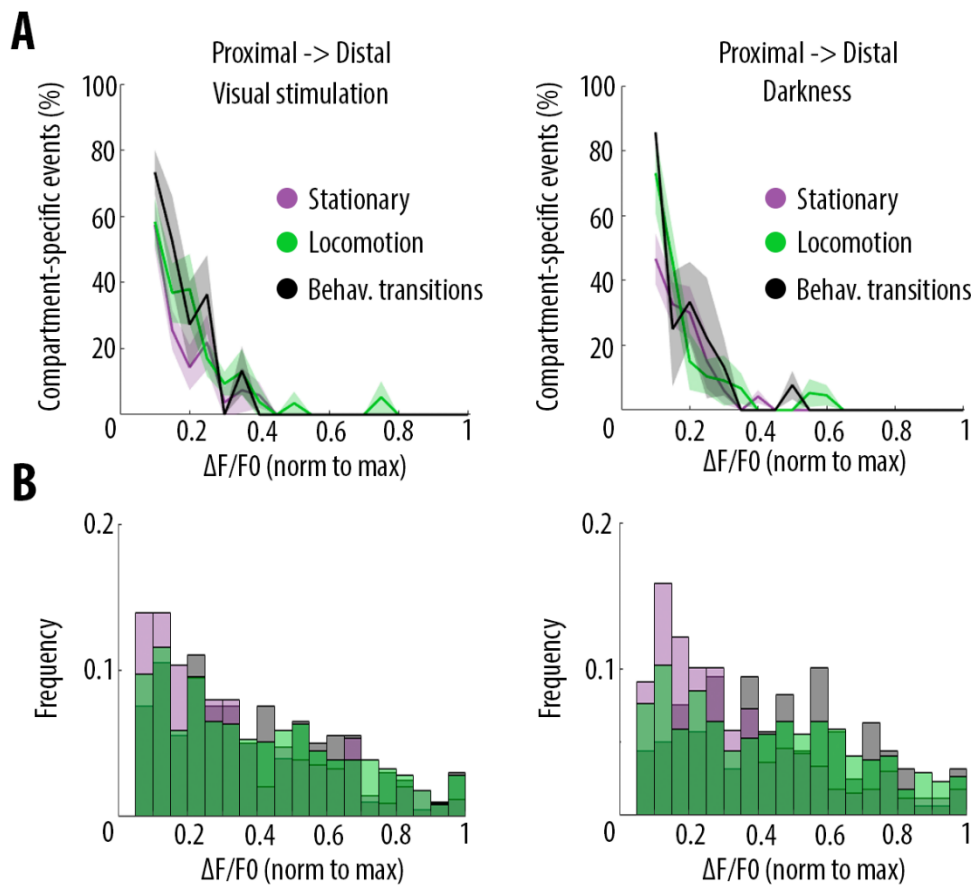 A
Proximal -> Distal
Visual stimulation
Compartment-specific events (%)
100
80
60
40
20
0
0.2
0.4
0.6
0.8
1
Stationary
Locomotion
Behav. transitions
ΔF/F0 (norm to max)
Proximal -> Distal
Darkness
Compartment-specific events (%)
100
80
60
40
20
0
0.2
0.4
0.6
0.8
1
Stationary
Locomotion
Behav. transitions
ΔF/F0 (norm to max)
B
Frequency
0.2
0.1
0
0.2
0.4
0.6
0.8
1
ΔF/F0 (norm to max)
Frequency
0.2
0.1
0
0.2
0.4
0.6
0.8
1
ΔF/F0 (norm to max)